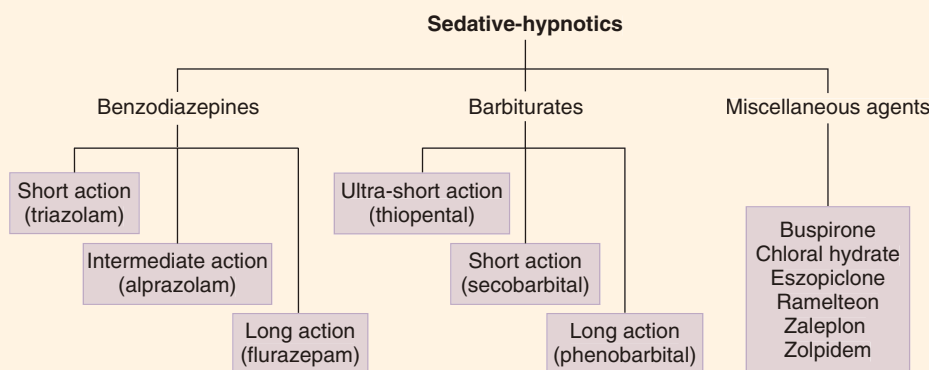 Sedative-hypnotics
Benzodiazepines
Barbiturates
Miscellaneous agents
Short action
(triazolam)
Intermediate action
(alprazolam)
Long action
(flurazepam)
Ultra-short action
(thiopental)
Short action
(secobarbital)
Long action
(phenobarbital)
Buspirone
Chloral hydrate
Eszopiclone
Ramelteon
Zaleplon
Zolpidem